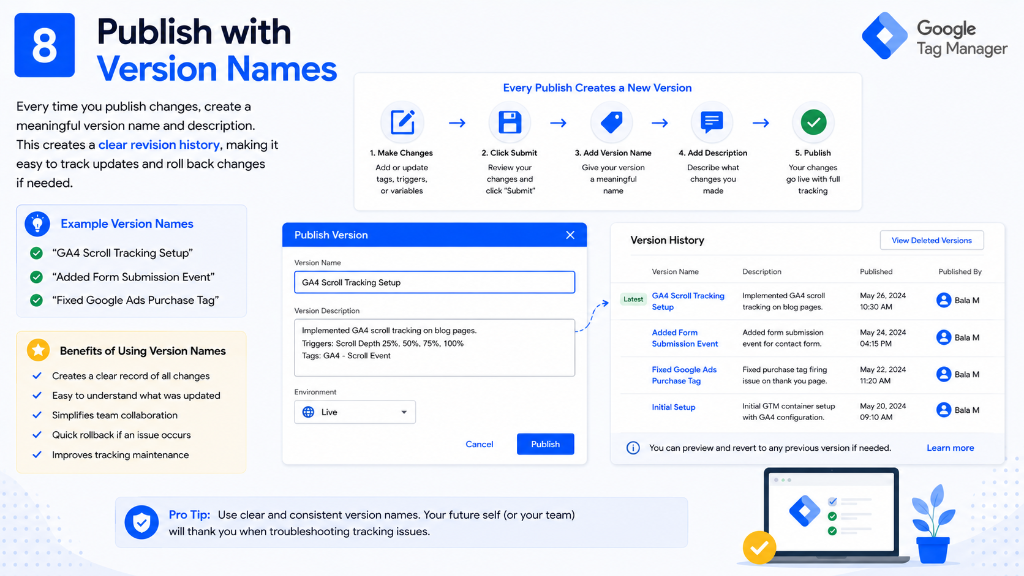 8
Publish with
Version Names
Google
Tag Manager
Every time you publish changes, create a
meaningful version name and description.
This creates a clear revision history, making it
easy to track updates and roll back changes
if needed.
Every Publish Creates a New Version
1. Make Changes
Add or update
tags, triggers,
or variables
2. Click Submit
Review your
changes and
click "Submit"
3. Add Version Name
Give your version
a meaningful
name
4. Add Description
Describe what
changes you
made
5. Publish
Your changes
go live with full
tracking
Example Version Names
"GA4 Scroll Tracking Setup"
"Added Form Submission Event"
"Fixed Google Ads Purchase Tag"
Benefits of Using Version Names
Creates a clear record of all changes
Easy to understand what was updated
Simplifies team collaboration
Quick rollback if an issue occurs
Improves tracking maintenance
Publish Version
Version Name
GA4 Scroll Tracking Setup
Version Description
Implemented GA4 scroll tracking on blog pages.
Triggers: Scroll Depth 25%, 50%, 75%, 100%
Tags: GA4 - Scroll Event
Environment
Live
Cancel
Publish
Version History
View Deleted Versions
Version Name
Description
Published
Published By
Latest
GA4 Scroll Tracking
Setup
Implemented GA4 scroll
tracking on blog pages.
May 26, 2024
10:30 AM
Bala M
Added Form
Submission Event
Added form submission
event for contact form.
May 24, 2024
04:15 PM
Bala M
Fixed Google Ads
Purchase Tag
Fixed purchase tag firing
issue on thank you page.
May 22, 2024
11:20 AM
Bala M
Initial Setup
Initial GTM container setup
with GA4 configuration.
May 20, 2024
09:10 AM
Bala M
You can preview and revert to any previous version if needed.
Learn more
Pro Tip: Use clear and consistent version names. Your future self (or your team)
will thank you when troubleshooting tracking issues.